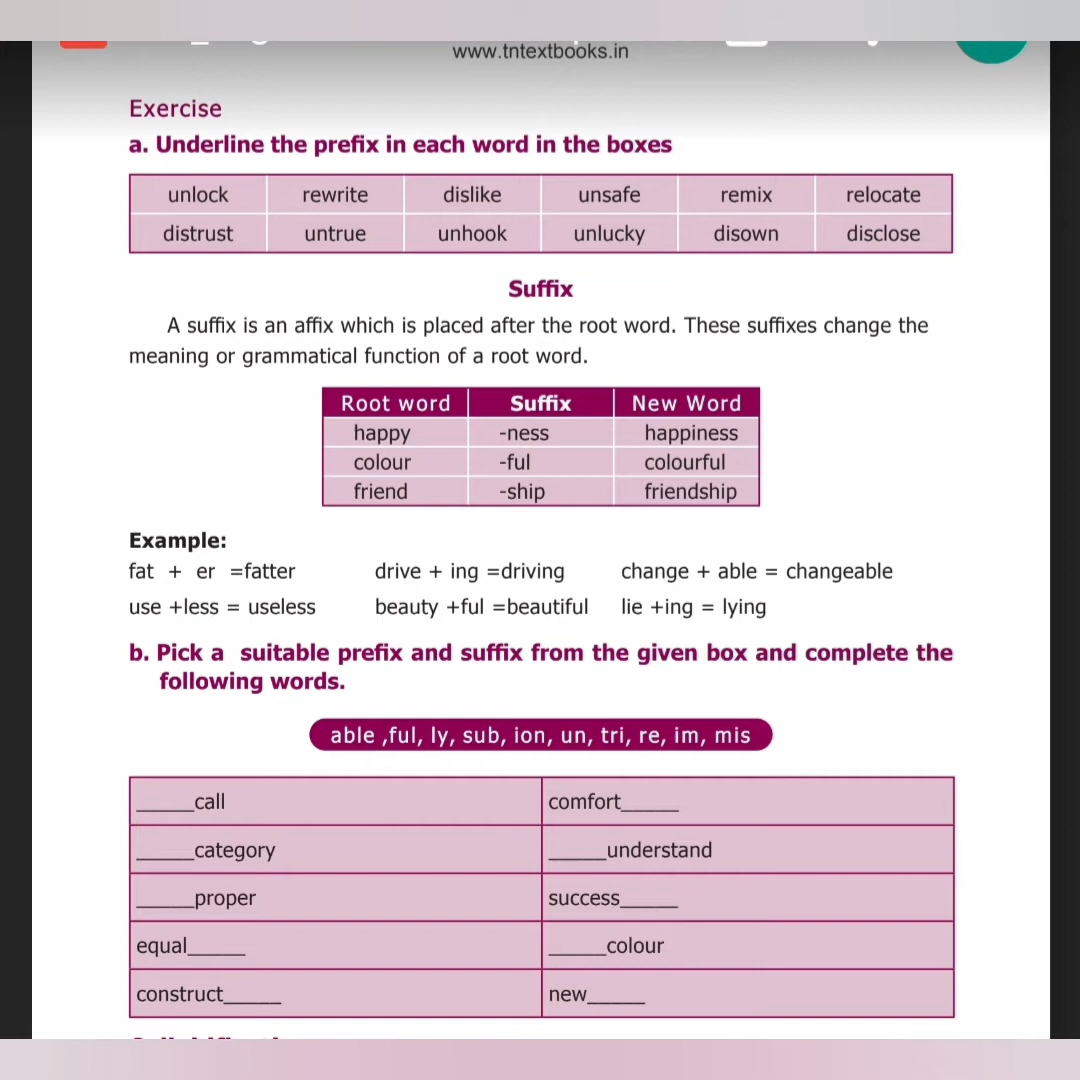 www.tntextbooks.in
Exercise
a. Underline the prefix in each word in the boxes
unlock rewrite dislike unsafe remix relocate
distrust untrue unhook unlucky disown disclose
Suffix
A suffix is an affix which is placed after the root word. These suffixes change the
meaning or grammatical function of a root word.
Root word Suffix New Word
happy -ness happiness
colour -ful colourful
friend -ship friendship
Example:
fat + er =fatter drive + ing =driving change + able = changeable
use +less = useless beauty +ful =beautiful lie +ing = lying
b. Pick a suitable prefix and suffix from the given box and complete the
following words.
able ,ful, ly, sub, ion, un, tri, re, im, mis
_____call comfort_____
_____category _____understand
_____proper success_____
equal_____ _____colour
construct_____ new_____